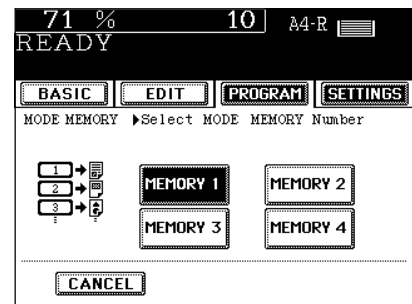 71 % 10 A4-R
READY
BASIC EDIT PROGRAM SETTINGS
MODE MEMORY ▶Select MODE MEMORY Number
1
2
3
MEMORY 1 MEMORY 2
MEMORY 3 MEMORY 4
CANCEL